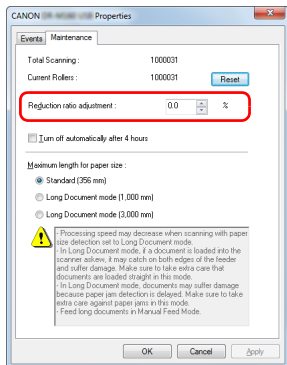 CANON Properties
Events Maintenance
Total Scanning : 1000031
Current Rollers : 1000031 Reset
Reduction ratio adjustment : 0.0 %
Turn off automatically after 4 hours
Maximum length for paper size :
Standard (356 mm)
Long Document mode (1,000 mm)
Long Document mode (3,000 mm)
- Processing speed may decrease when scanning with paper
size detection set to Long Document mode.
- In Long Document mode, if a document is loaded into the
scanner askew, it may catch on both edges of the feeder
and suffer damage. Make sure to take extra care that
documents are loaded straight in this mode.
- In Long Document mode, documents may suffer damage
because paper jam detection is delayed. Make sure to take
extra care against paper jams in this mode.
- Feed long documents in Manual Feed Mode.
OK Cancel Apply